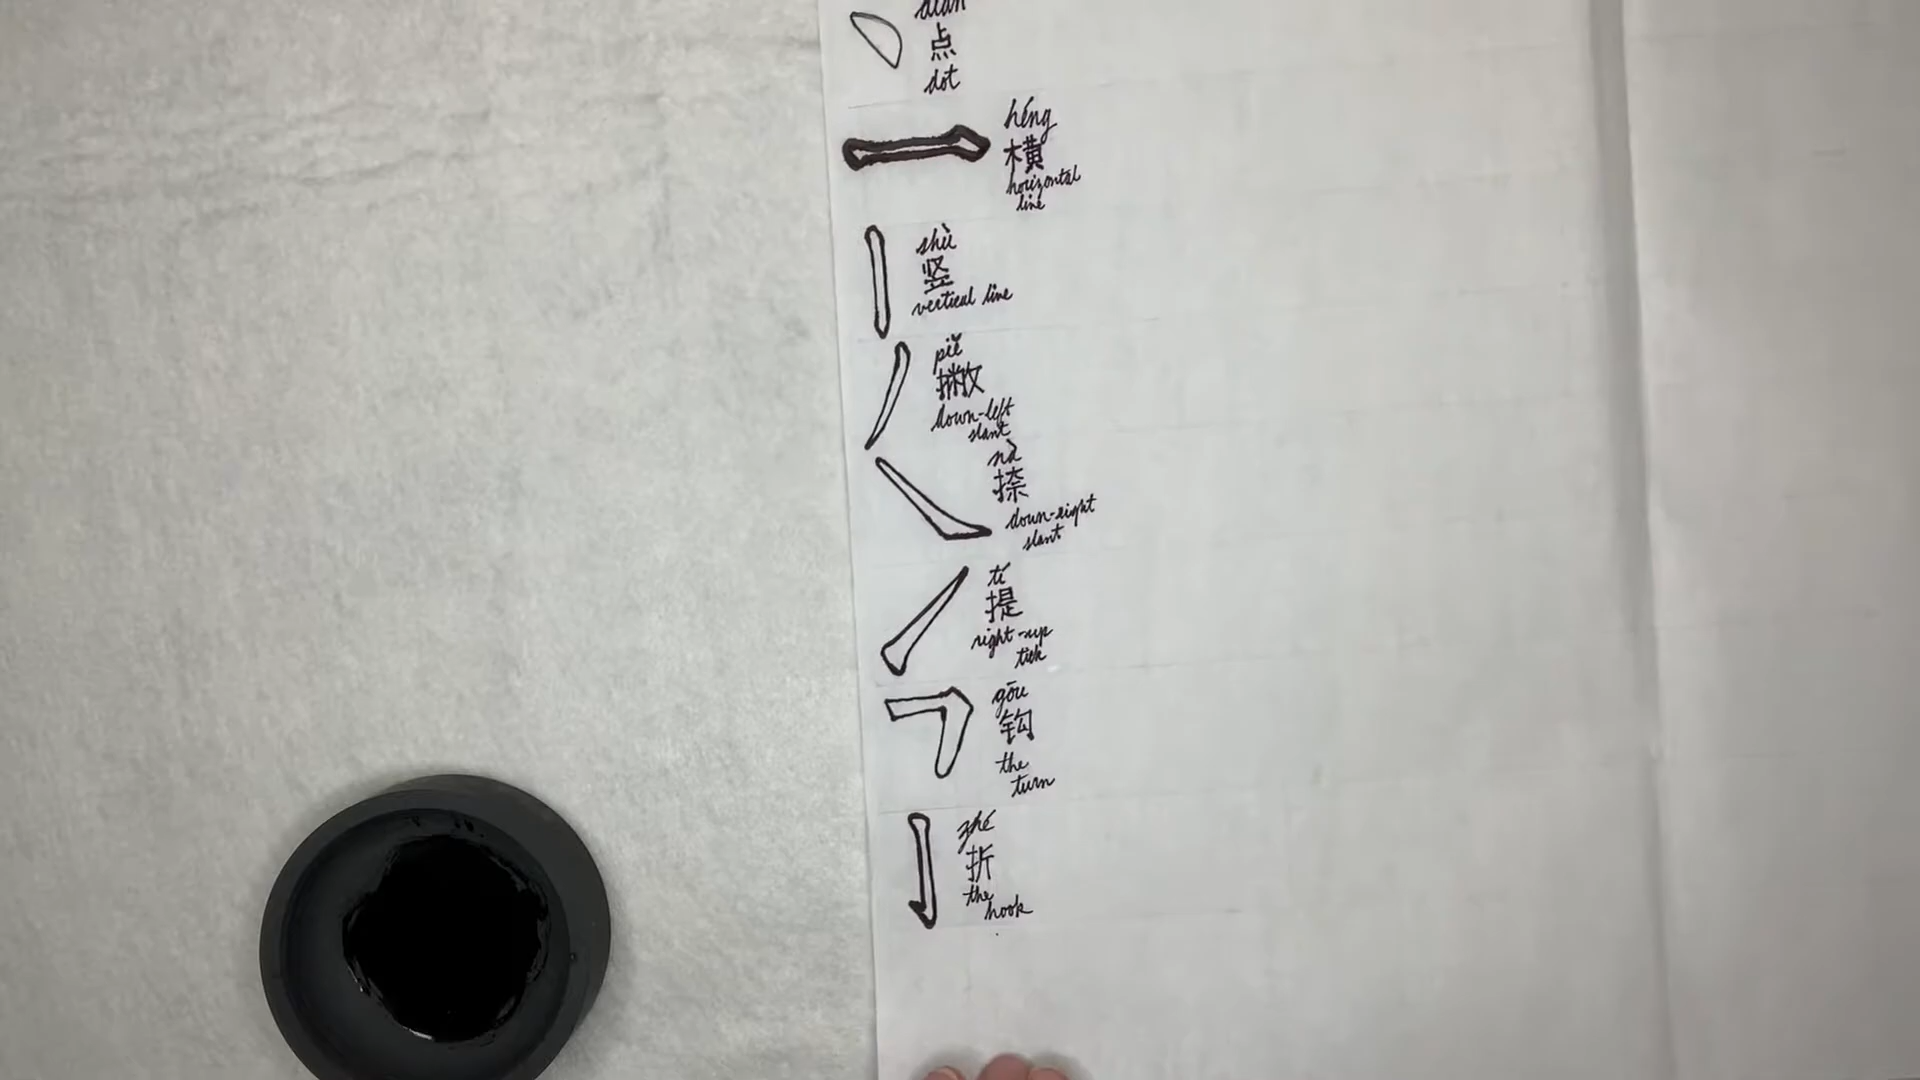 点
dot
héng
横
horizontal
line
shù
竖
vertical line
piě
撇
down-left
slant
nà
捺
down-right
slant
tí
提
right-up
tick
gōu
钩
the
turn
zhé
折
the
hook